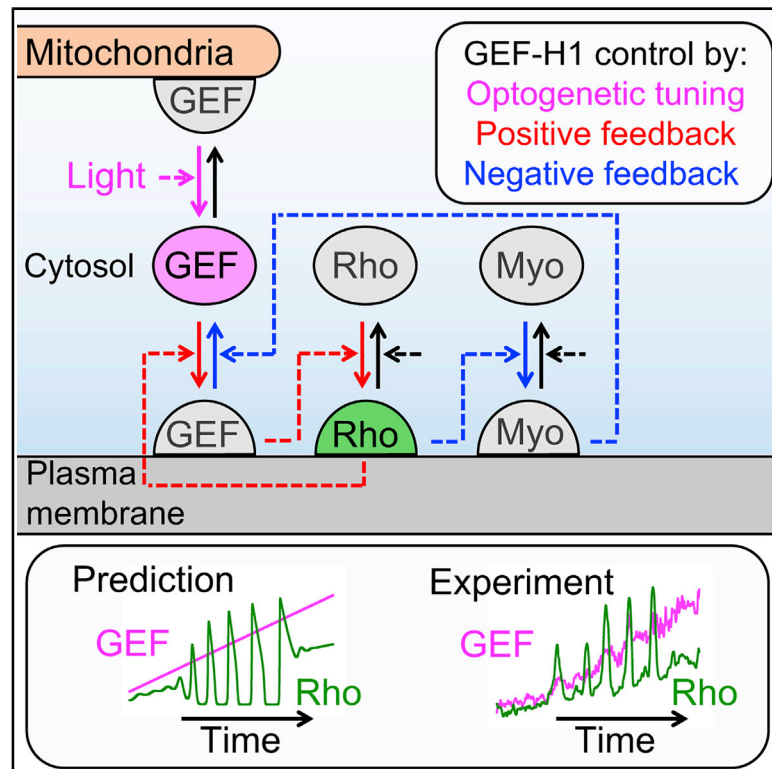 Mitochondria
GEF
GEF-H1 control by:
Optogenetic tuning
Positive feedback
Negative feedback
Light
Cytosol
GEF
Rho
Myo
GEF
Rho
Myo
Plasma
membrane
Prediction
GEF
Rho
Time
Experiment
GEF
Rho
Time